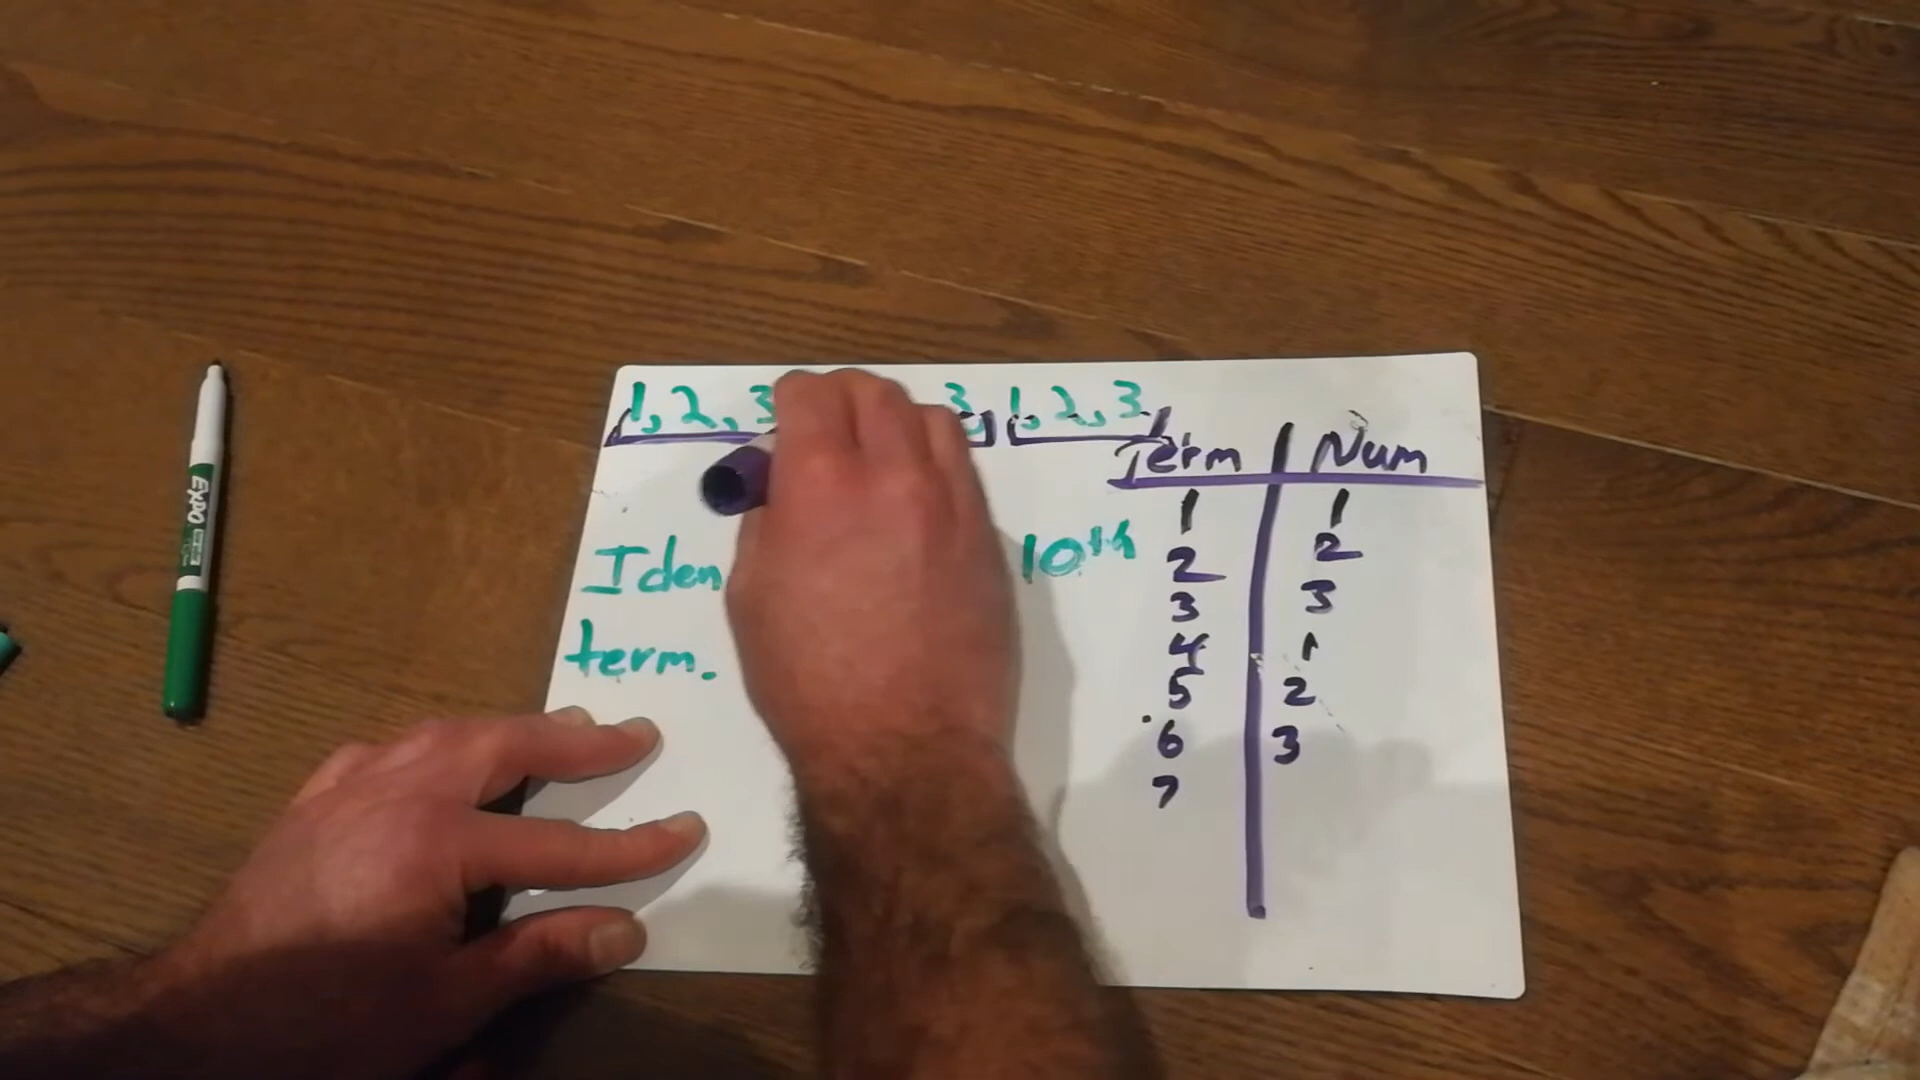 1, 2, 3 3, 1, 2, 3
Term Num
1 1
2 2
3 3
4 1
5 2
6 3
7
10th
term.
EXPO